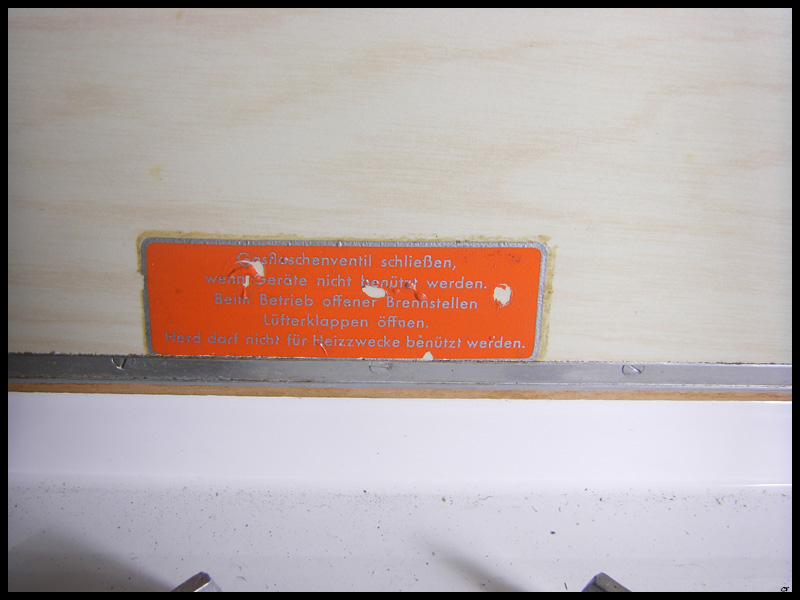 Gasflaschenventil schließen,
wenn Geräte nicht benützt werden.
Beim Betrieb offener Brennstellen
Lüfterklappen öffnen.
Herd darf nicht für Heizzwecke benützt werden.